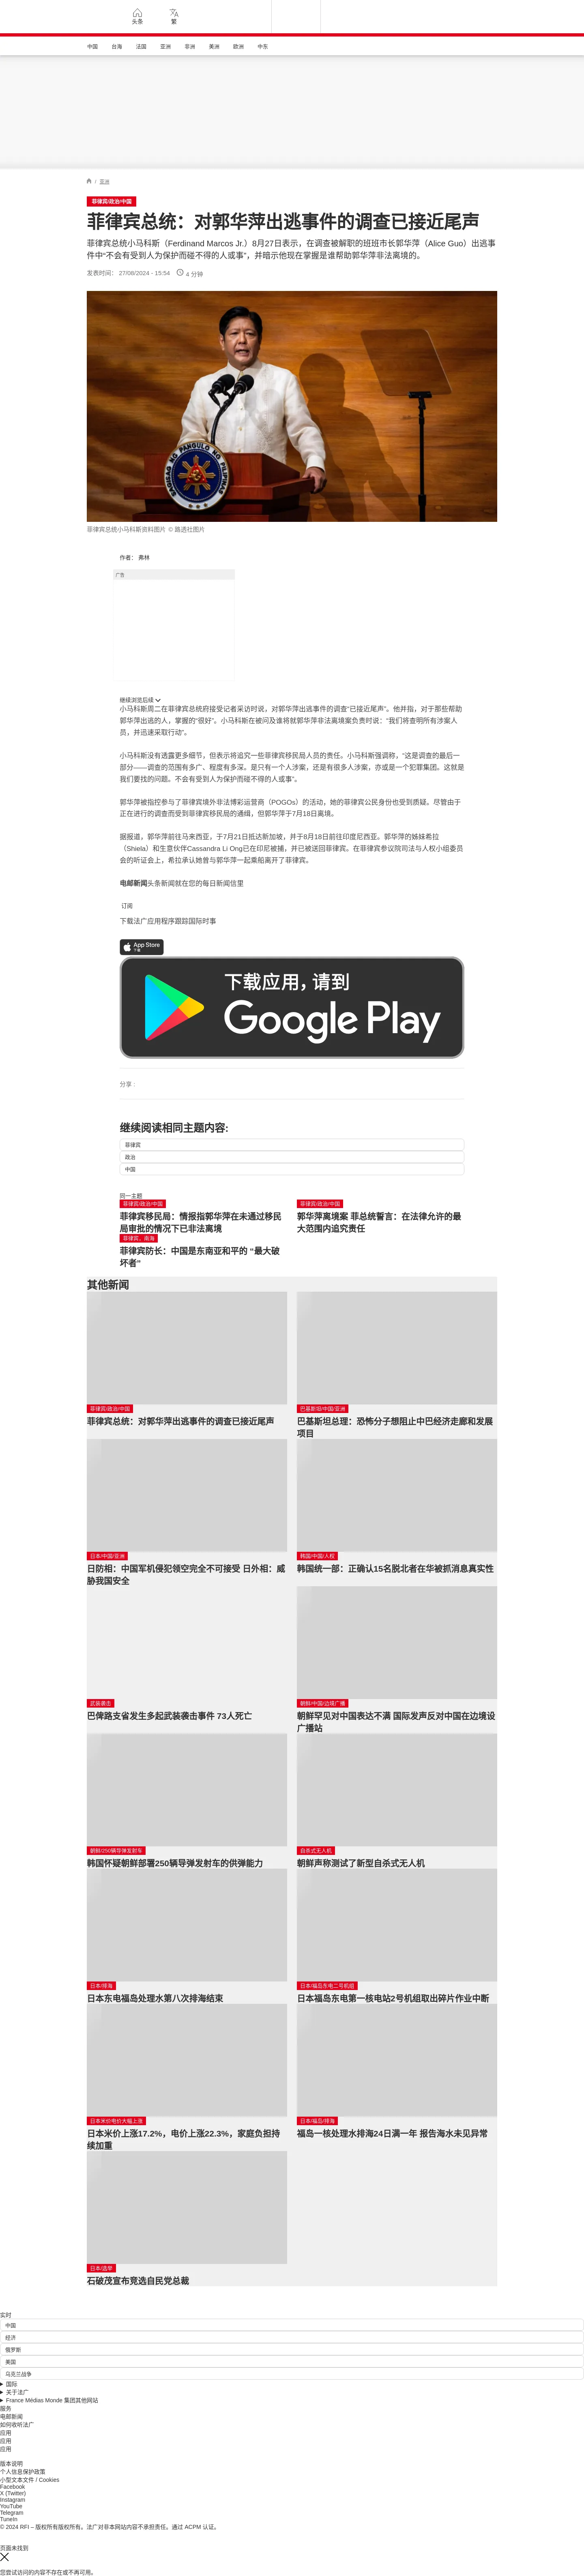 头条
繁
中国
台海
法国
亚洲
非洲
美洲
欧洲
中东
/ 亚洲
菲律宾/政治/中国
菲律宾总统：对郭华萍出逃事件的调查已接近尾声
菲律宾总统小马科斯（Ferdinand Marcos Jr.）8月27日表示，在调查被解职的班班市长郭华萍（Alice Guo）出逃事
件中“不会有受到人为保护而碰不得的人或事”，并暗示他现在掌握是谁帮助郭华萍非法离境的。
发表时间： 27/08/2024 - 15:54
4 分钟
菲律宾总统小马科斯资料图片 © 路透社图片
作者： 弗林
广告
继续浏览后续
小马科斯周二在菲律宾总统府接受记者采访时说，对郭华萍出逃事件的调查“已接近尾声”。他并指，对于那些帮助
郭华萍出逃的人，掌握的“很好”。小马科斯在被问及谁将就郭华萍非法离境案负责时说：“我们将查明所有涉案人
员，并迅速采取行动”。
小马科斯没有透露更多细节，但表示将追究一些菲律宾移民局人员的责任。小马科斯强调称，“这是调查的最后一
部分——调查的范围有多广、程度有多深。是只有一个人涉案，还是有很多人涉案，亦或是一个犯罪集团。这就是
我们要找的问题。不会有受到人为保护而碰不得的人或事”。
郭华萍被指控参与了菲律宾境外非法博彩运营商（POGOs）的活动，她的菲律宾公民身份也受到质疑。尽管由于
正在进行的调查而受到菲律宾移民局的通缉，但郭华萍于7月18日离境。
据报道，郭华萍前往马来西亚，于7月21日抵达新加坡，并于8月18日前往印度尼西亚。郭华萍的姊妹希拉
（Shiela）和生意伙伴Cassandra Li Ong已在印尼被捕，并已被送回菲律宾。在菲律宾参议院司法与人权小组委员
会的听证会上，希拉承认她曾与郭华萍一起乘船离开了菲律宾。
电邮新闻头条新闻就在您的每日新闻信里
订阅
下载法广应用程序跟踪国际时事
App Store
下载
下载应用，请到
Google Play
分享 :
继续阅读相同主题内容:
菲律宾
政治
中国
同一主题
菲律宾/政治/中国
菲律宾移民局：情报指郭华萍在未通过移民
局审批的情况下已非法离境
菲律宾/政治/中国
郭华萍离境案 菲总统誓言：在法律允许的最
大范围内追究责任
菲律宾、南海
菲律宾防长：中国是东南亚和平的 “最大破
坏者”
其他新闻
菲律宾/政治/中国
菲律宾总统：对郭华萍出逃事件的调查已接近尾声
巴基斯坦/中国/亚洲
巴基斯坦总理：恐怖分子想阻止中巴经济走廊和发展
项目
日本/中国/亚洲
日防相：中国军机侵犯领空完全不可接受 日外相：威
胁我国安全
韩国/中国/人权
韩国统一部：正确认15名脱北者在华被抓消息真实性
武装袭击
巴俾路支省发生多起武装袭击事件 73人死亡
朝鲜/中国/边境广播
朝鲜罕见对中国表达不满 国际发声反对中国在边境设
广播站
朝鲜/250辆导弹发射车
韩国怀疑朝鲜部署250辆导弹发射车的供弹能力
自杀式无人机
朝鲜声称测试了新型自杀式无人机
日本/排海
日本东电福岛处理水第八次排海结束
日本/福岛东电二号机组
日本福岛东电第一核电站2号机组取出碎片作业中断
日本米价电价大幅上涨
日本米价上涨17.2%，电价上涨22.3%，家庭负担持
续加重
日本/福岛/排海
福岛一核处理水排海24日满一年 报告海水未见异常
日本/选举
石破茂宣布竞选自民党总裁
实时
中国
经济
俄罗斯
美国
乌克兰战争
国际
关于法广
France Médias Monde 集团其他网站
服务
电邮新闻
如何收听法广
应用
应用
应用
版本说明
个人信息保护政策
小型文本文件 / Cookies
Facebook
X (Twitter)
Instagram
YouTube
Telegram
TuneIn
© 2024 RFI – 版权所有版权所有。法广对非本网站内容不承担责任。通过 ACPM 认证。
页面未找到
您尝试访问的内容不存在或不再可用。